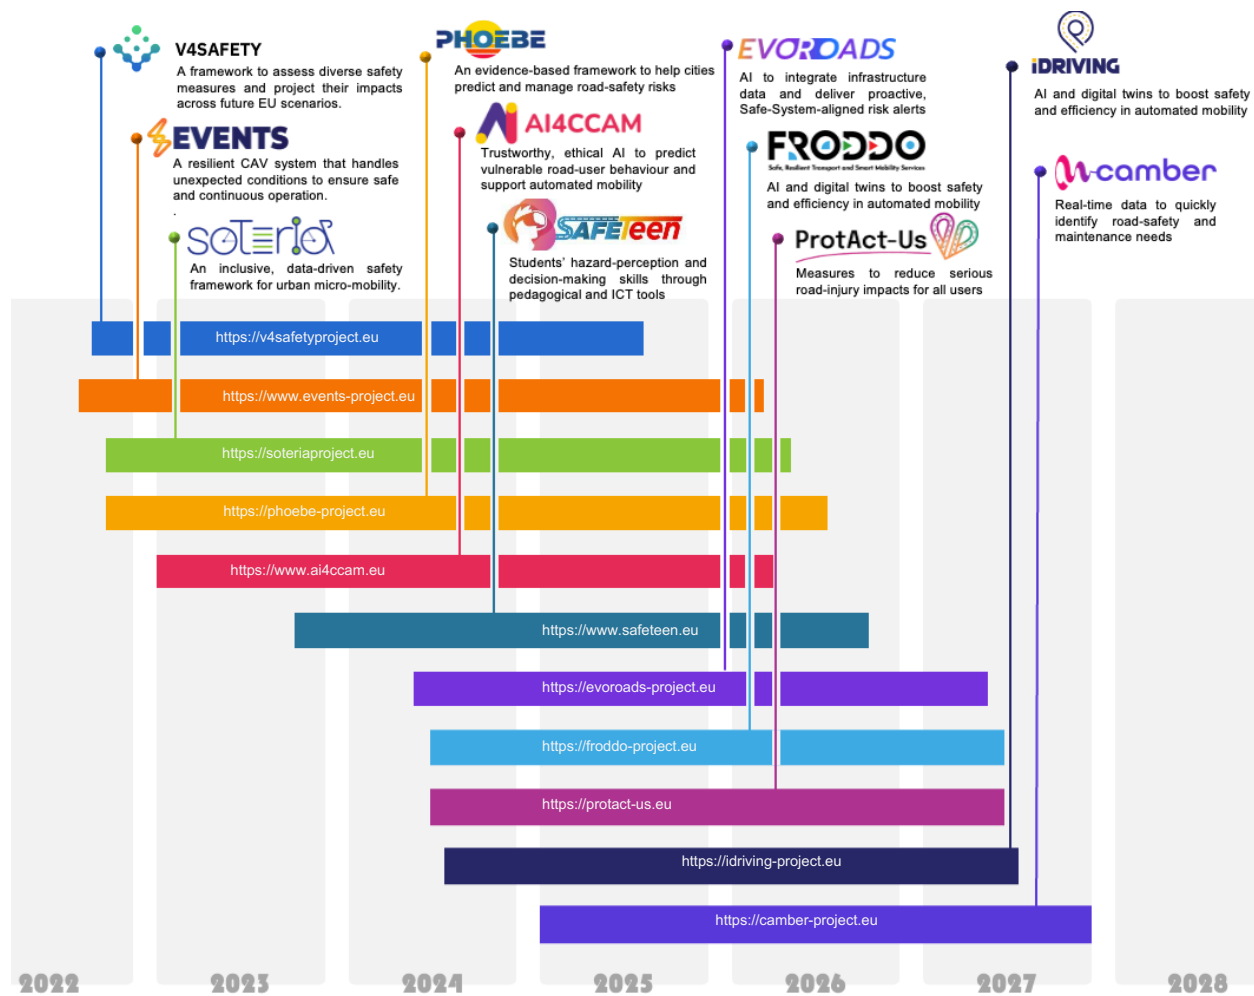 V4SAFETY
A framework to assess diverse safety
measures and project their impacts
across future EU scenarios.
EVENTS
A resilient CAV system that handles
unexpected conditions to ensure safe
and continuous operation.
.
soteria
An inclusive, data-driven safety
framework for urban micro-mobility.
PHOEBE
An evidence-based framework to help cities
predict and manage road-safety risks
AI4CCAM
Trustworthy, ethical AI to predict
vulnerable road-user behaviour and
support automated mobility
SAFETeen
Students' hazard-perception and
decision-making skills through
pedagogical and ICT tools
EVOROADS
AI to integrate infrastructure
data and deliver proactive,
Safe-System-aligned risk alerts
FRODDO
Safe, Resilient Transport and Smart Mobility Services
AI and digital twins to boost safety
and efficiency in automated mobility
ProtAct-Us
Measures to reduce serious
road-injury impacts for all users
iDRIVING
AI and digital twins to boost safety
and efficiency in automated mobility
camber
Real-time data to quickly
identify road-safety and
maintenance needs
https://v4safetyproject.eu
https://www.events-project.eu
https://soteriaproject.eu
https://phoebe-project.eu
https://www.ai4ccam.eu
https://www.safeteen.eu
https://evoroads-project.eu
https://froddo-project.eu
https://protact-us.eu
https://idriving-project.eu
https://camber-project.eu
2022 2023 2024 2025 2026 2027 2028